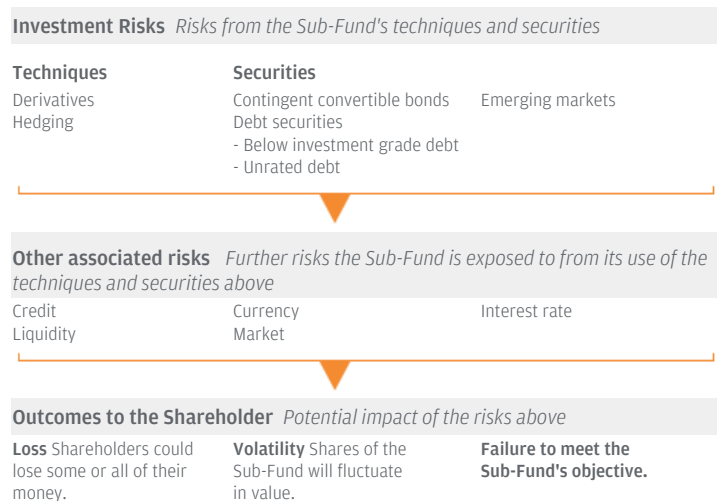 Investment Risks Risks from the Sub-Fund's techniques and securities
Techniques
Derivatives
Hedging
Securities
Contingent convertible bonds
Debt securities
- Below investment grade debt
- Unrated debt
Emerging markets
Other associated risks Further risks the Sub-Fund is exposed to from its use of the
techniques and securities above
Credit
Liquidity
Currency
Market
Interest rate
Outcomes to the Shareholder Potential impact of the risks above
Loss Shareholders could
lose some or all of their
money.
Volatility Shares of the
Sub-Fund will fluctuate
in value.
Failure to meet the
Sub-Fund's objective.